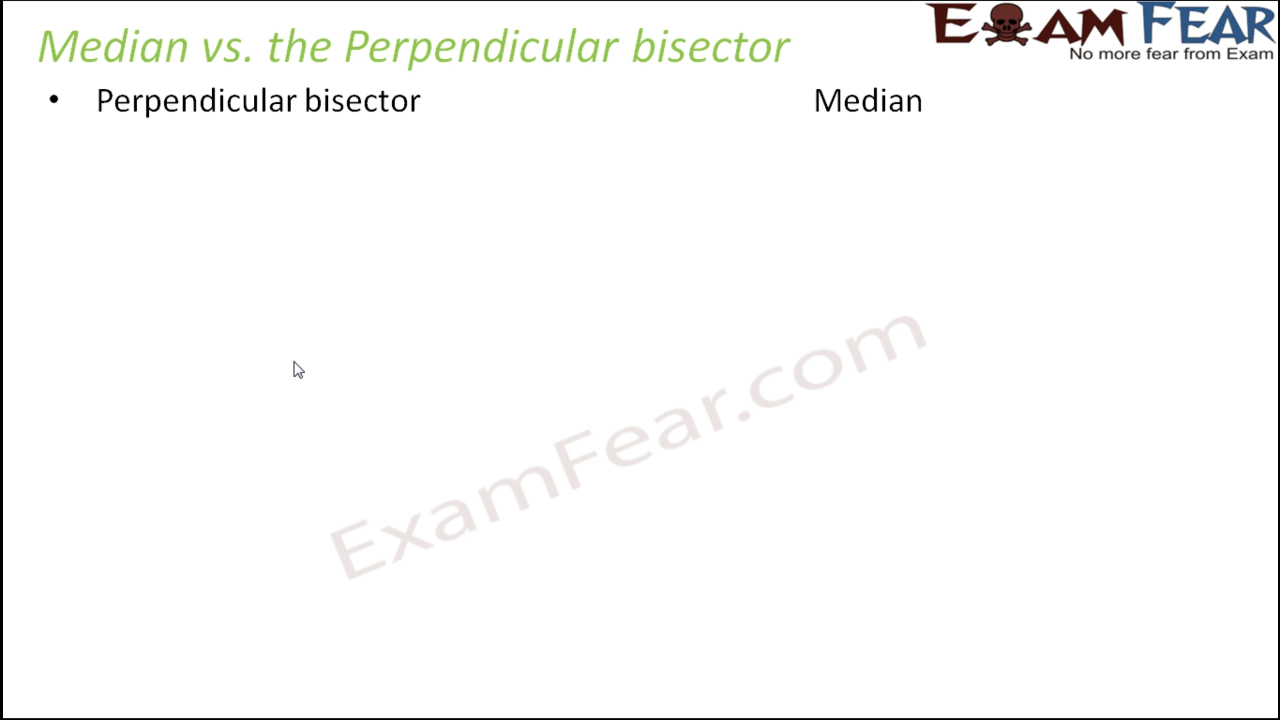 Median vs. the Perpendicular bisector
EXAM FEAR
No more fear from Exam
• Perpendicular bisector Median
ExamFear.com